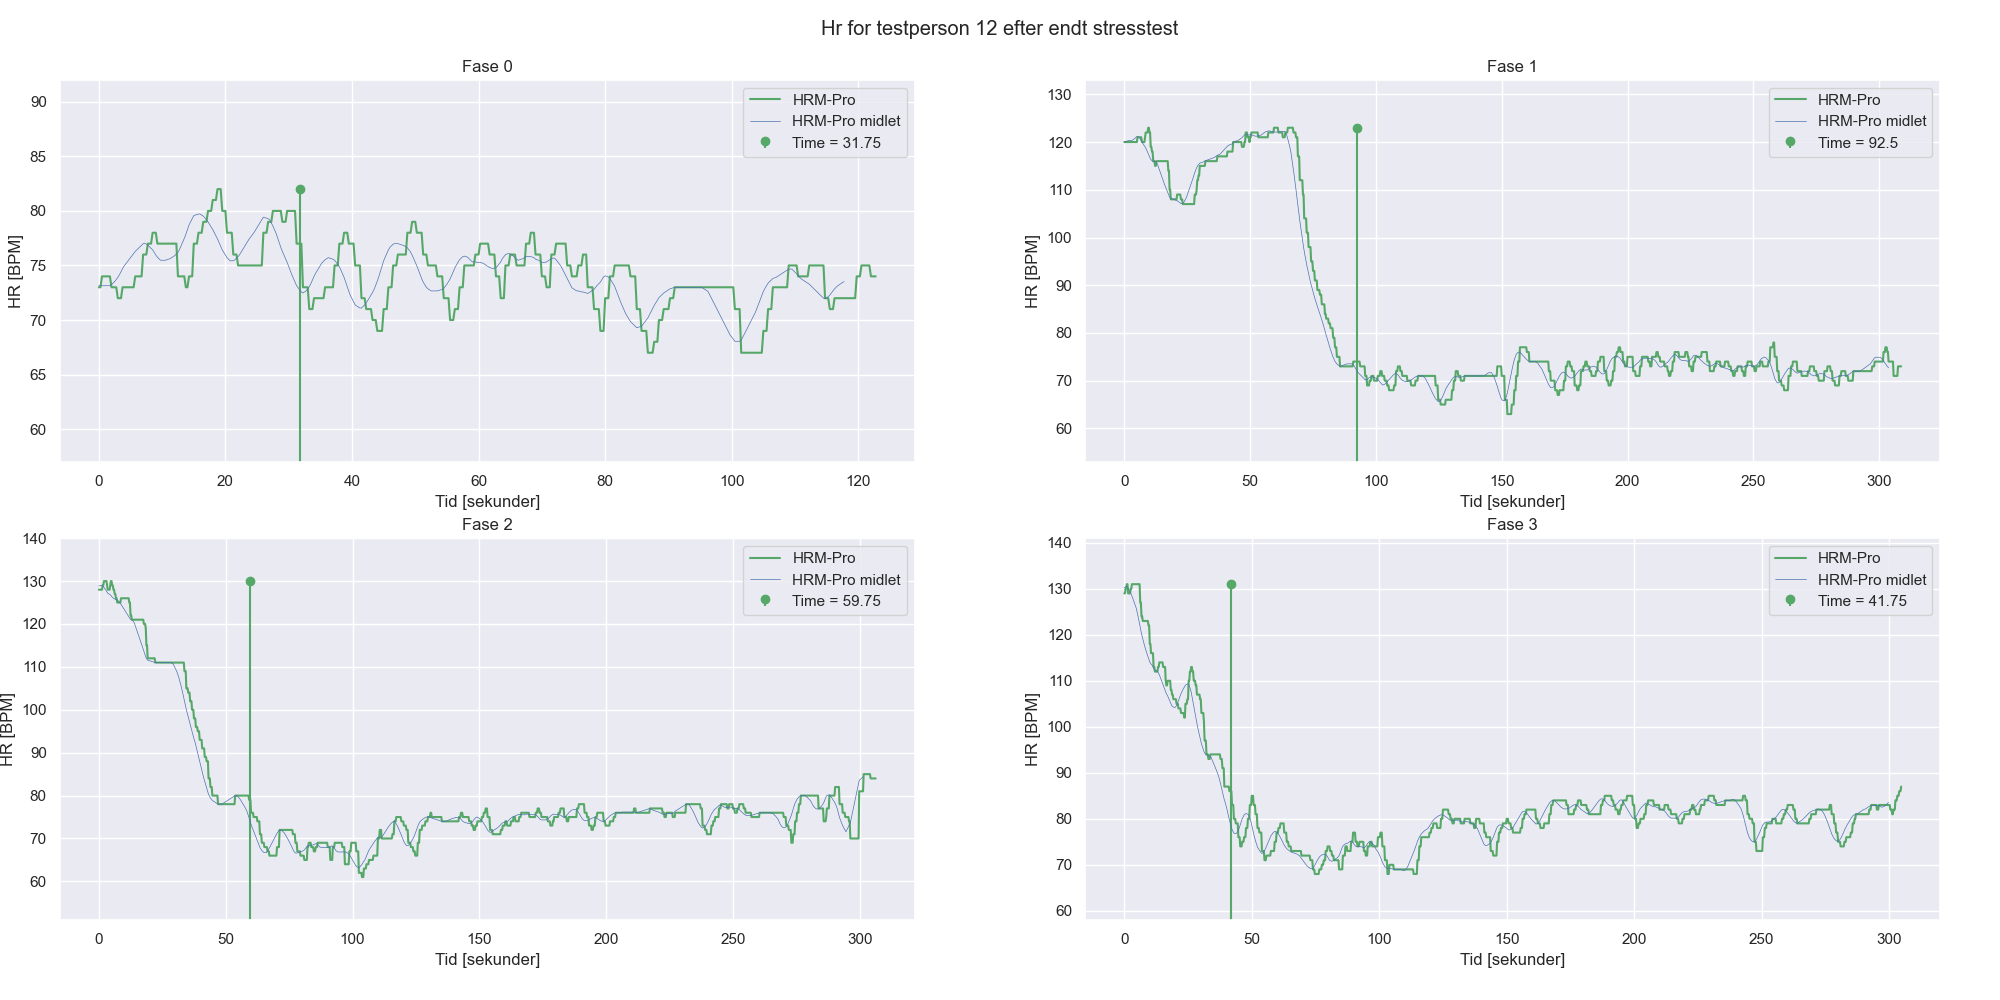 Hr for testperson 12 efter endt stresstest
Fase 0
HR [BPM]
90
85
80
75
70
65
60
0 20 40 60 80 100 120
Tid [sekunder]
HRM-Pro
HRM-Pro midlet
Time = 31.75
Fase 1
HR [BPM]
130
120
110
100
90
80
70
60
0 50 100 150 200 250 300
Tid [sekunder]
HRM-Pro
HRM-Pro midlet
Time = 92.5
Fase 2
HR [BPM]
140
130
120
110
100
90
80
70
60
0 50 100 150 200 250 300
Tid [sekunder]
HRM-Pro
HRM-Pro midlet
Time = 59.75
Fase 3
HR [BPM]
140
130
120
110
100
90
80
70
60
0 50 100 150 200 250 300
Tid [sekunder]
HRM-Pro
HRM-Pro midlet
Time = 41.75